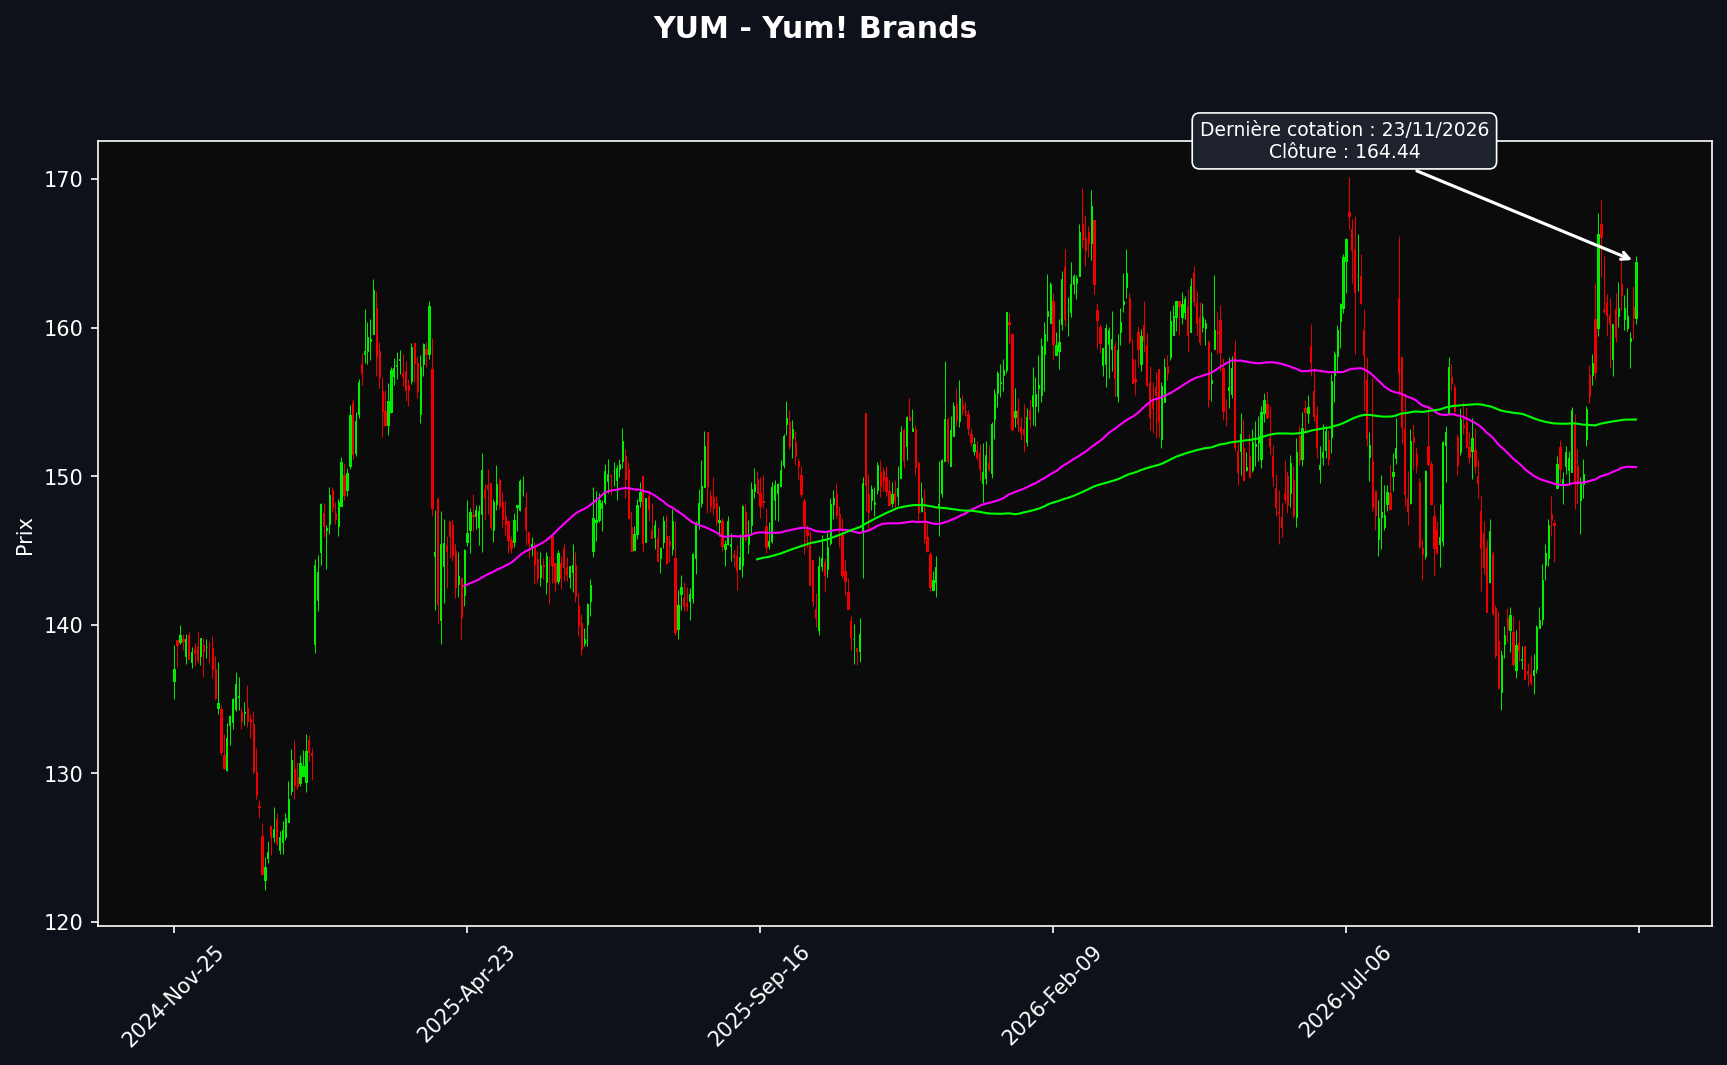 YUM - Yum! Brands
Dernière cotation : 23/11/2026
Clôture : 164.44
170
160
150
140
130
120
Prix
2024-Nov-25
2025-Apr-23
2025-Sep-16
2026-Feb-09
2026-Jul-06